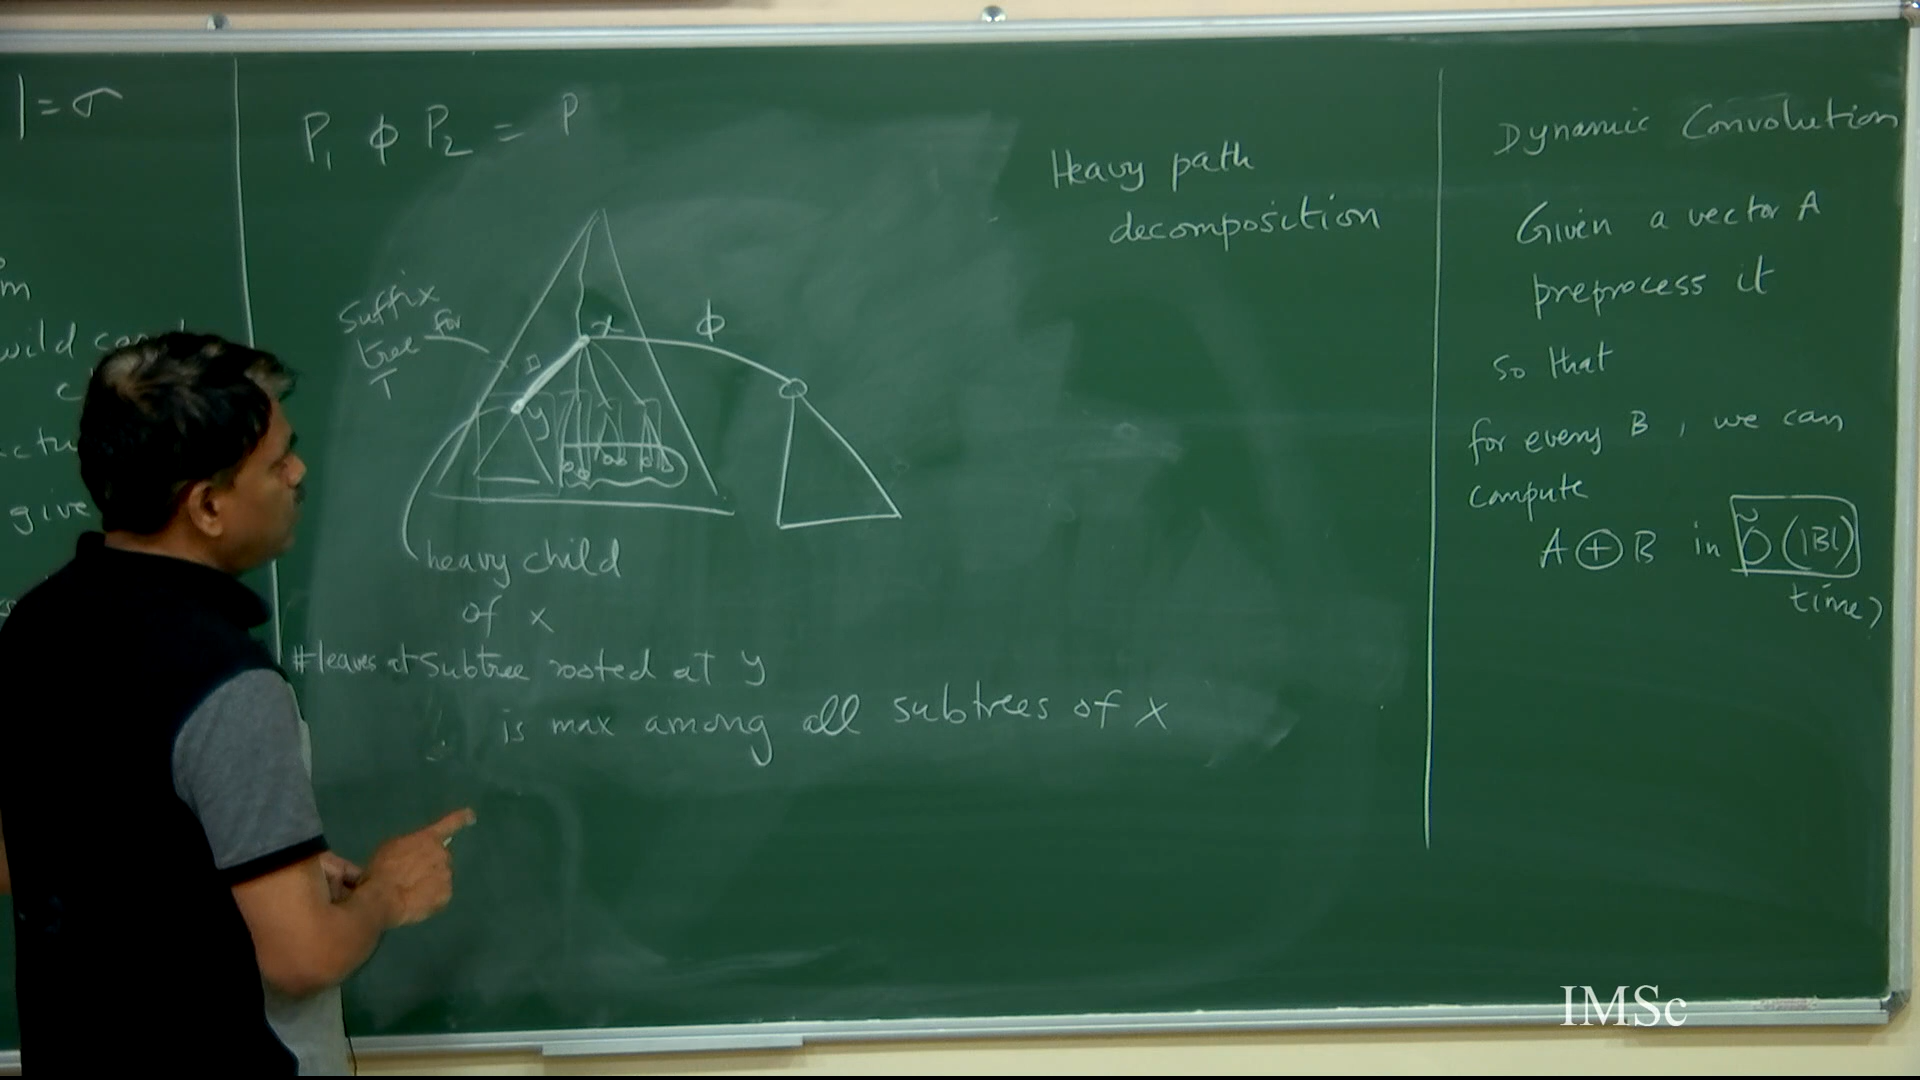 | = σ
m
wild
give
P₁ ϕ P₂ = P
Suffix
tree for
T
x
ϕ
y
heavy child
of x
#leaves at subtree rooted at y
is max among all subtrees of x
Heavy path
decomposition
Dynamic Convolution
Given a vector A
preprocess it
so that
for every B, we can
compute
A ⊕ B in Õ(|B|)
time)
IMSc